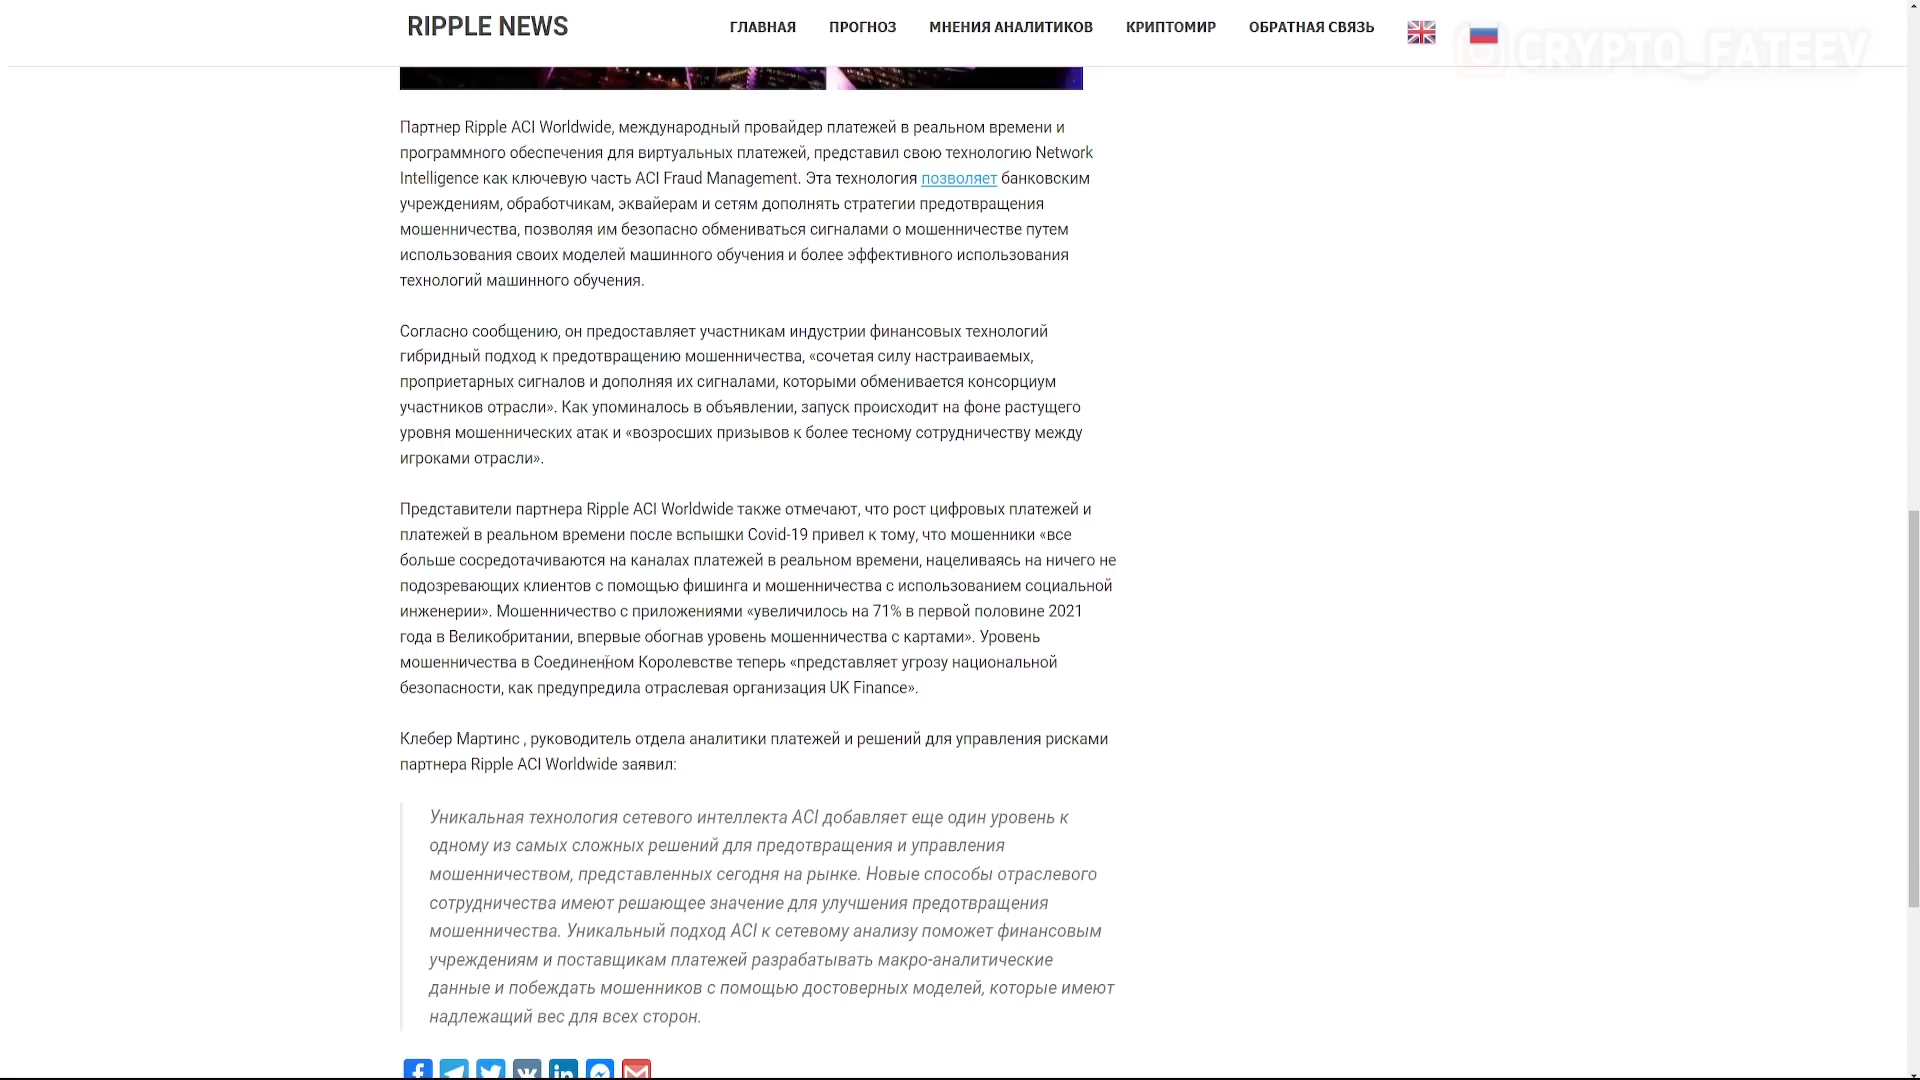 RIPPLE NEWS
ГЛАВНАЯ ПРОГНОЗ МНЕНИЯ АНАЛИТИКОВ КРИПТОМИР ОБРАТНАЯ СВЯЗЬ
CRYPTO_FATEEV
Партнер Ripple ACI Worldwide, международный провайдер платежей в реальном времени и
программного обеспечения для виртуальных платежей, представил свою технологию Network
Intelligence как ключевую часть ACI Fraud Management. Эта технология позволяет банковским
учреждениям, обработчикам, эквайерам и сетям дополнять стратегии предотвращения
мошенничества, позволяя им безопасно обмениваться сигналами о мошенничестве путем
использования своих моделей машинного обучения и более эффективного использования
технологий машинного обучения.
Согласно сообщению, он предоставляет участникам индустрии финансовых технологий
гибридный подход к предотвращению мошенничества, «сочетая силу настраиваемых,
проприетарных сигналов и дополняя их сигналами, которыми обменивается консорциум
участников отрасли». Как упоминалось в объявлении, запуск происходит на фоне растущего
уровня мошеннических атак и «возросших призывов к более тесному сотрудничеству между
игроками отрасли».
Представители партнера Ripple ACI Worldwide также отмечают, что рост цифровых платежей и
платежей в реальном времени после вспышки Covid-19 привел к тому, что мошенники «все
больше сосредотачиваются на каналах платежей в реальном времени, нацеливаясь на ничего не
подозревающих клиентов с помощью фишинга и мошенничества с использованием социальной
инженерии». Мошенничество с приложениями «увеличилось на 71% в первой половине 2021
года в Великобритании, впервые обогнав уровень мошенничества с картами». Уровень
мошенничества в Соединенном Королевстве теперь «представляет угрозу национальной
безопасности, как предупредила отраслевая организация UK Finance».
Клебер Мартинс , руководитель отдела аналитики платежей и решений для управления рисками
партнера Ripple ACI Worldwide заявил:
Уникальная технология сетевого интеллекта ACI добавляет еще один уровень к
одному из самых сложных решений для предотвращения и управления
мошенничеством, представленных сегодня на рынке. Новые способы отраслевого
сотрудничества имеют решающее значение для улучшения предотвращения
мошенничества. Уникальный подход ACI к сетевому анализу поможет финансовым
учреждениям и поставщикам платежей разрабатывать макро-аналитические
данные и побеждать мошенников с помощью достоверных моделей, которые имеют
надлежащий вес для всех сторон.